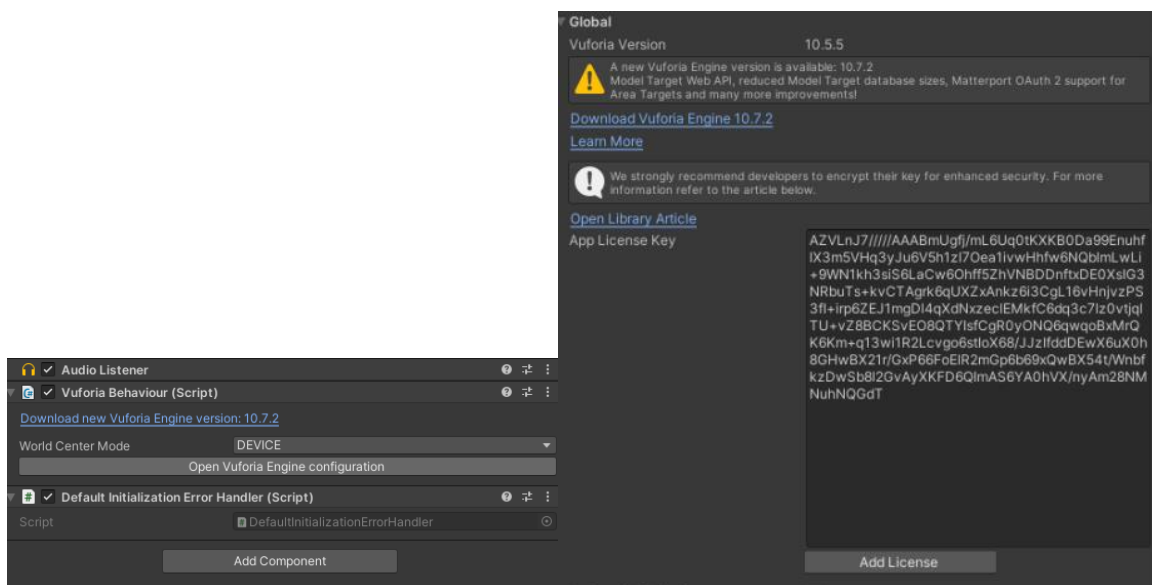 Audio Listener
Vuforia Behaviour (Script)
Download new Vuforia Engine version: 10.7.2
World Center Mode DEVICE
Open Vuforia Engine configuration
Default Initialization Error Handler (Script)
Script DefaultInitializationErrorHandler
Add Component
Global
Vuforia Version 10.5.5
A new Vuforia Engine version is available: 10.7.2
Model Target Web API, reduced Model Target database sizes, Matterport OAuth 2 support for
Area Targets and many more improvements!
Download Vuforia Engine 10.7.2
Learn More
We strongly recommend developers to encrypt their key for enhanced security. For more
information refer to the article below.
Open Library Article
App License Key
AZVLnJ7/////AAABmUgfj/mL6Uq0tKXKB0Da99Enuhf
IX3m5VHq3yJu6V5h1zI7Oea1ivwHhfw6NQblmLwLi
+9WN1kh3siS6LaCw6Ohff5ZhVNBDDnftxDE0XsIG3
NRbuTs+kvCTAgrk6qUXZxAnkz6i3CgL16vHnjvzPS
3fI+irp6ZEJ1mgDI4qXdNxzecIEMkfC6dq3c7Iz0vtjqI
TU+vZ8BCKSvEO8QTYIsfCgR0yONQ6qwqoBxMrQ
K6Km+q13wi1R2Lcvgo6stIoX68/JJzIfddDEwX6uX0h
8GHwBX21r/GxP66FoEIR2mGp6b69xQwBX54t/Wnbf
kzDwSb8I2GvAyXKFD6QImAS6YA0hVX/nyAm28NM
NuhNQGdT
Add License